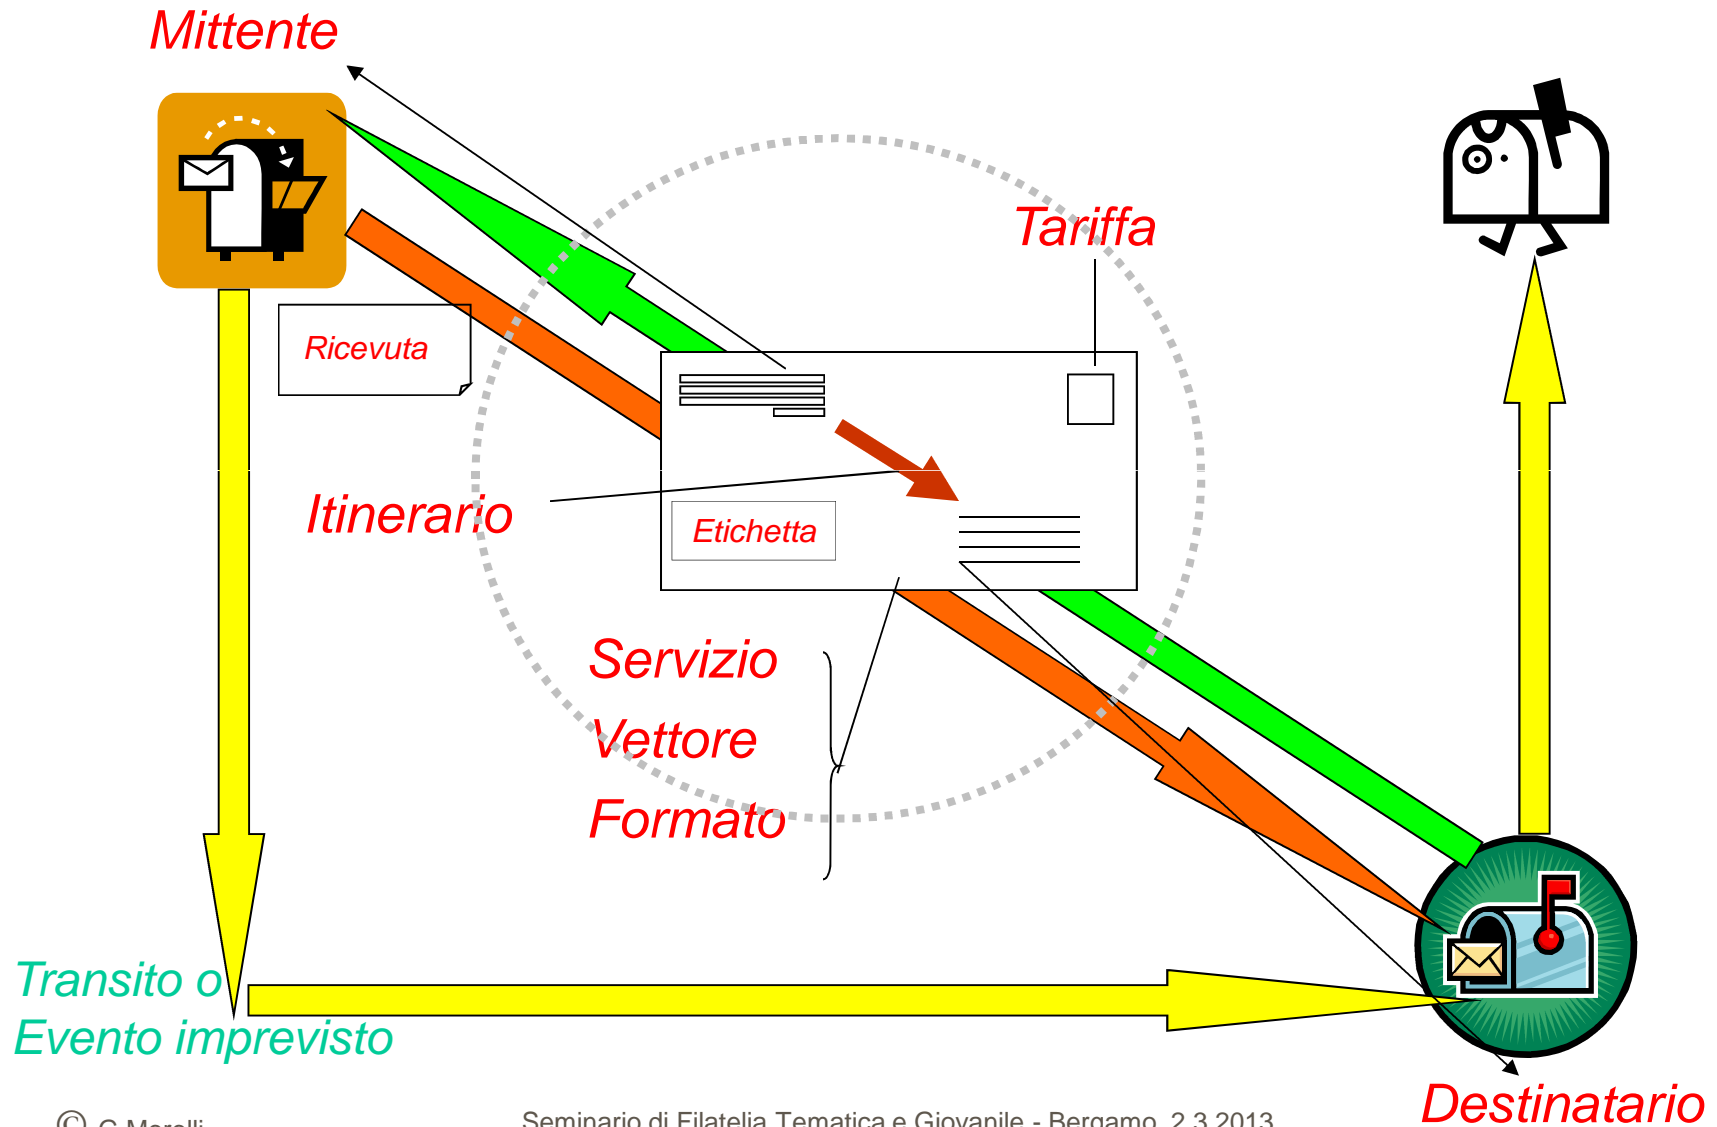 Mittente
Tariffa
Ricevuta
Itinerario
Etichetta
Servizio
Vettore
Formato
Transito o
Evento imprevisto
Destinatario
© G.Morolli
Seminario di Filatelia Tematica e Giovanile - Bergamo, 2.3.2013